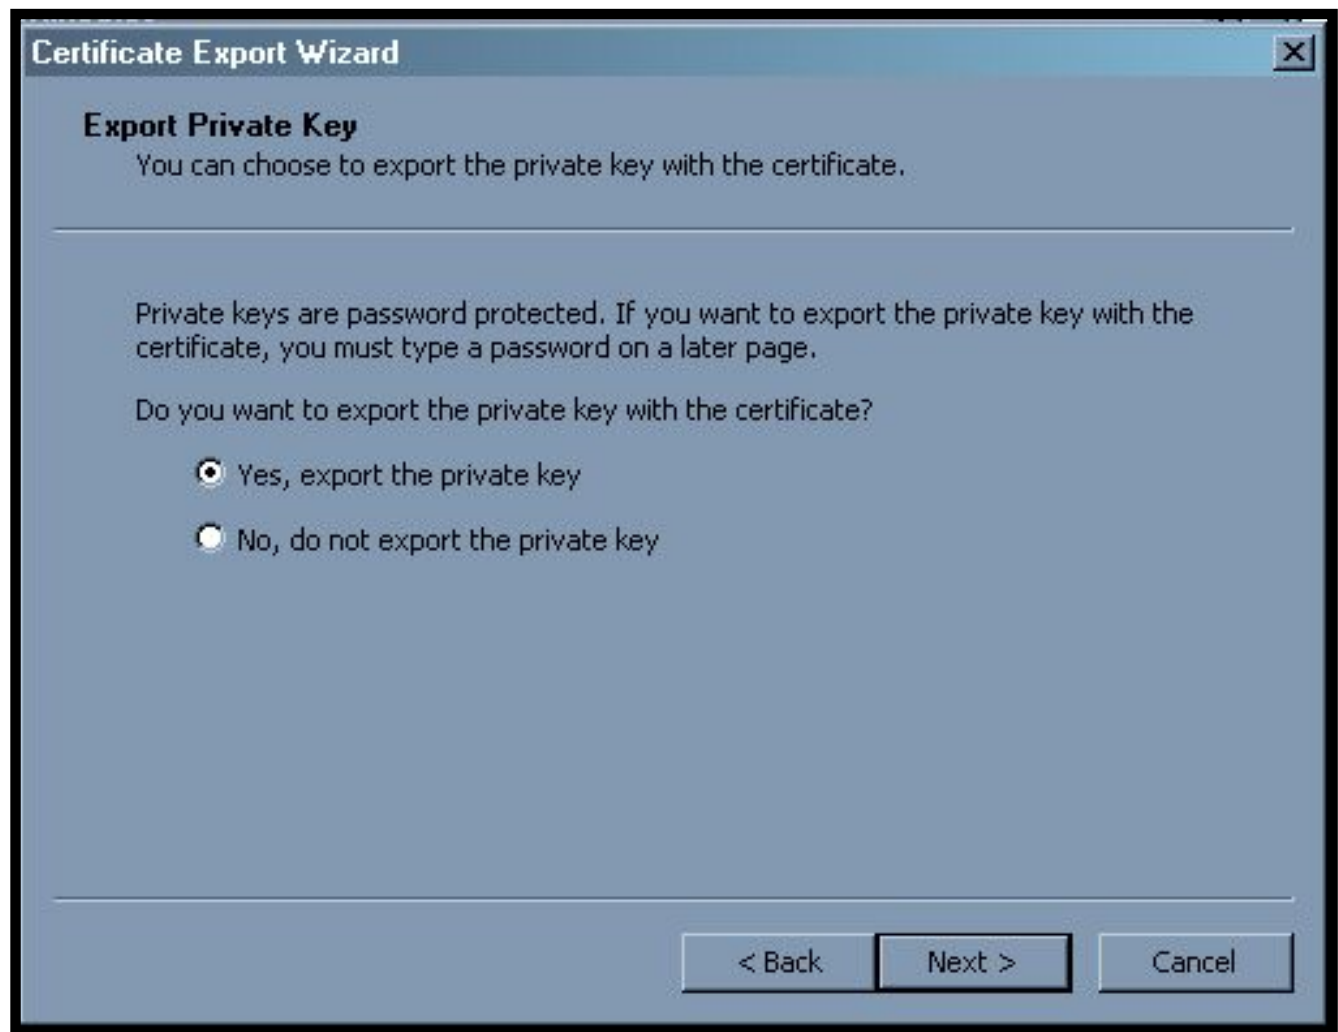 Certificate Export Wizard
Export Private Key
You can choose to export the private key with the certificate.
Private keys are password protected. If you want to export the private key with the
certificate, you must type a password on a later page.
Do you want to export the private key with the certificate?
Yes, export the private key
No, do not export the private key
< Back Next > Cancel